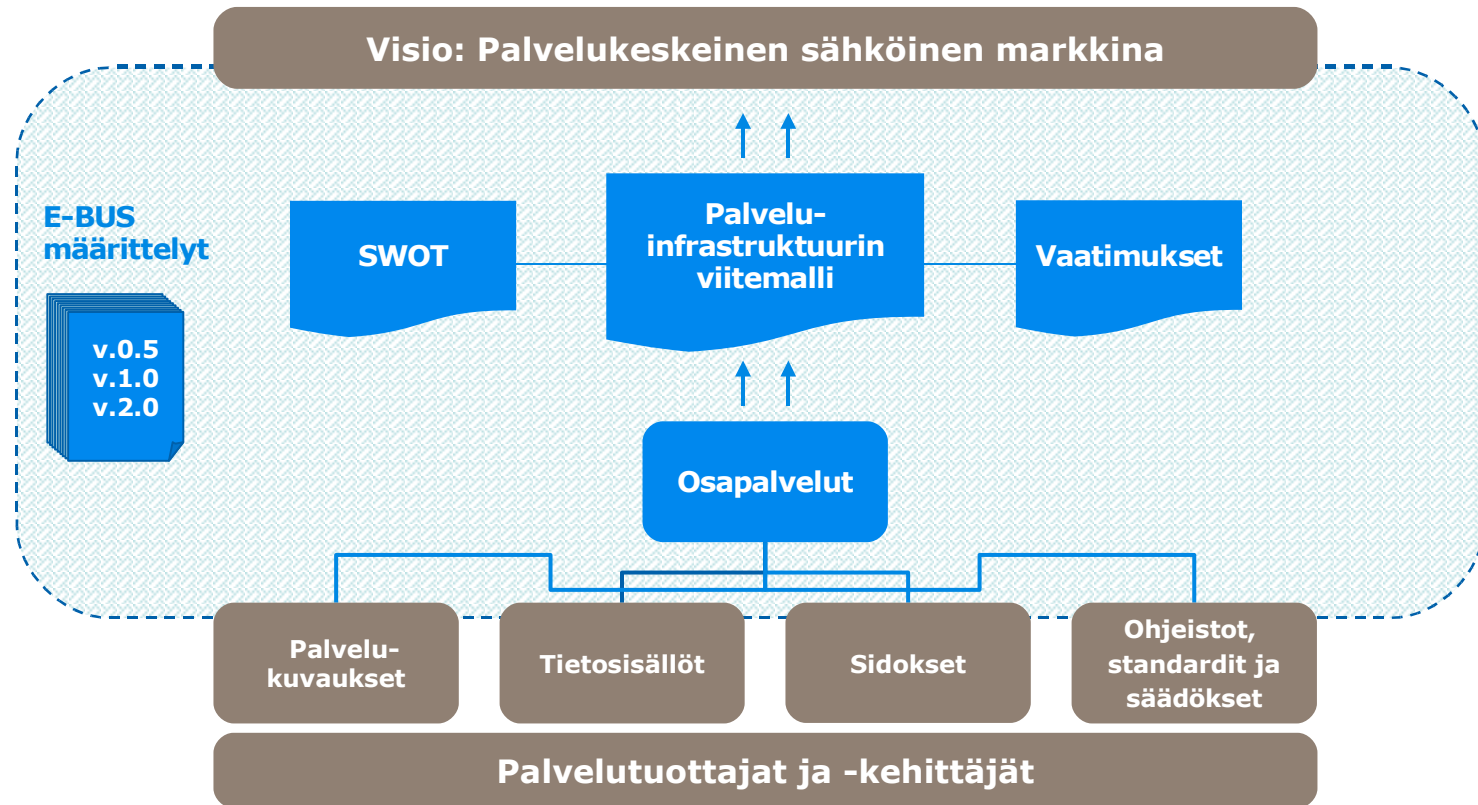 Visio: Palvelukeskeinen sähköinen markkina
E-BUS
määrittelyt
v.0.5
v.1.0
v.2.0
SWOT
Palvelu-
infrastruktuurin
viitemalli
Vaatimukset
Osapalvelut
Palvelu-
kuvaukset
Tietosisällöt
Sidokset
Ohjeistot,
standardit ja
säädökset
Palvelutuottajat ja -kehittäjät